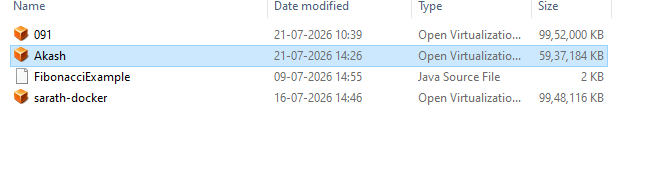 Name Date modified Type Size
091 21-07-2026 10:39 Open Virtualizatio... 99,52,000 KB
Akash 21-07-2026 14:26 Open Virtualizatio... 59,37,184 KB
FibonacciExample 09-07-2026 14:55 Java Source File 2 KB
sarath-docker 16-07-2026 14:46 Open Virtualizatio... 99,48,116 KB